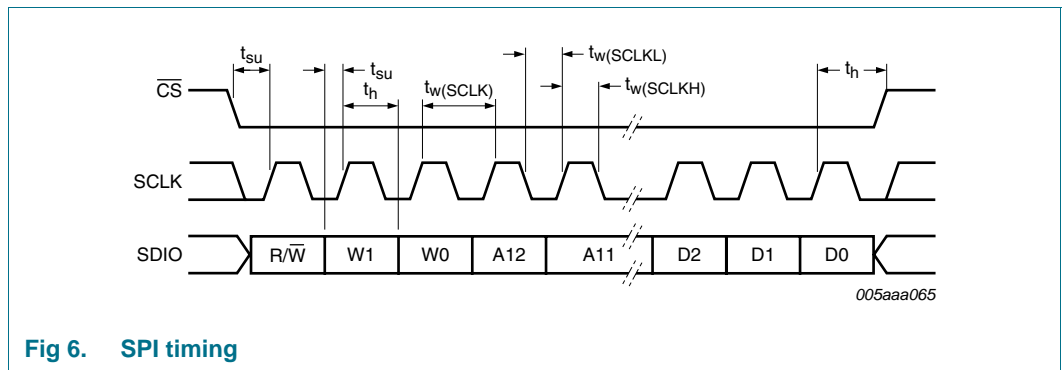 tsu
tsu
tw(SCLKL)
CS
th
tw(SCLK)
tw(SCLKH)
th
SCLK
SDIO
R/W
W1
W0
A12
A11
D2
D1
D0
005aaa065
Fig 6. SPI timing